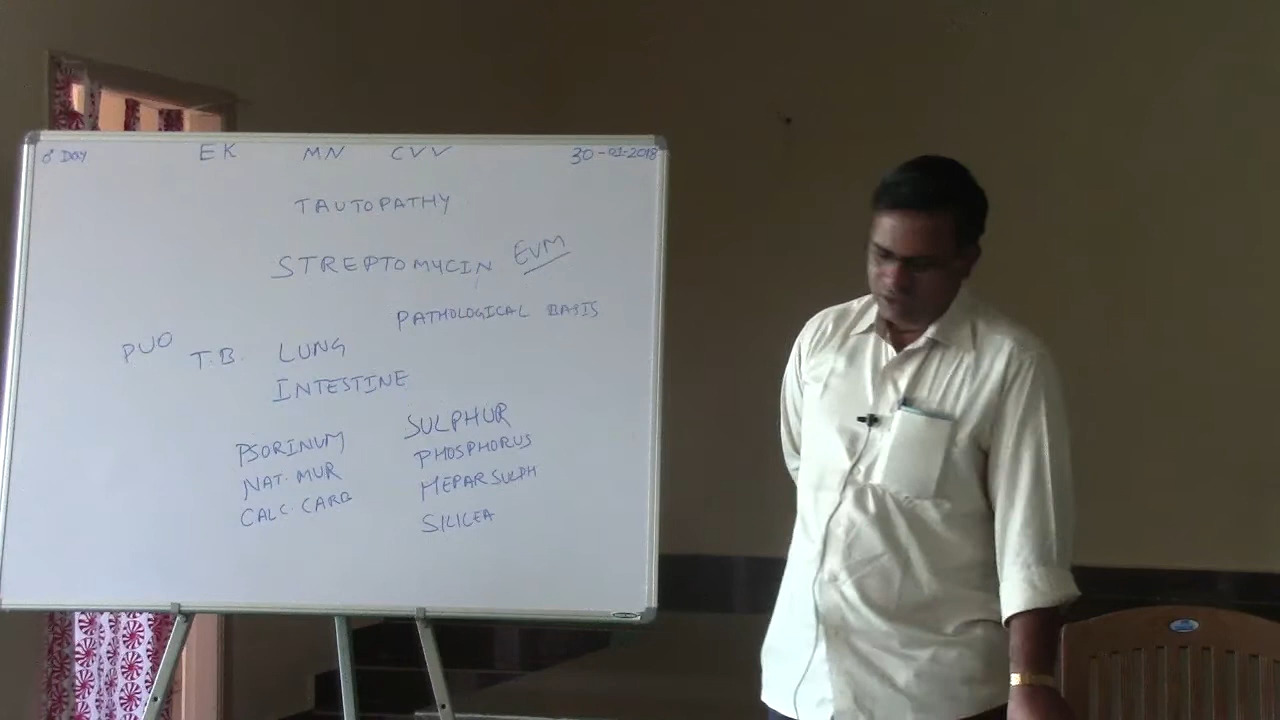 ♂ DAY EK MN CVV 30-01-2018
TAUTOPATHY
STREPTOMYCIN EVM
PATHOLOGICAL BASIS
PUO T.B. LUNG
INTESTINE
PSORINUM SULPHUR
NAT. MUR PHOSPHORUS
CALC. CARB HEPAR SULPH
SILICEA